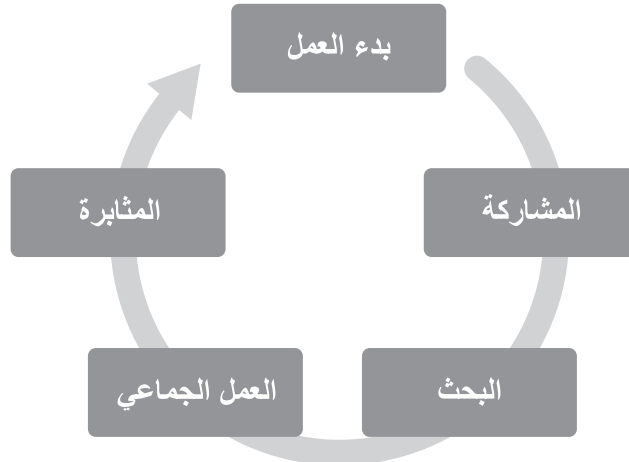 بدء العمل
المشاركة
البحث
العمل الجماعي
المثابرة